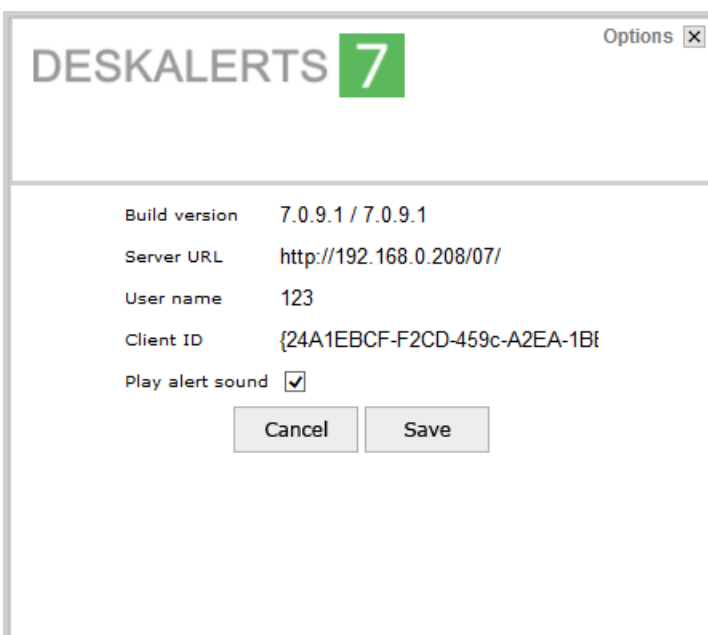 Options
DESKALERTS 7
Build version 7.0.9.1 / 7.0.9.1
Server URL http://192.168.0.208/07/
User name 123
Client ID {24A1EBCF-F2CD-459c-A2EA-1BE
Play alert sound
Cancel Save